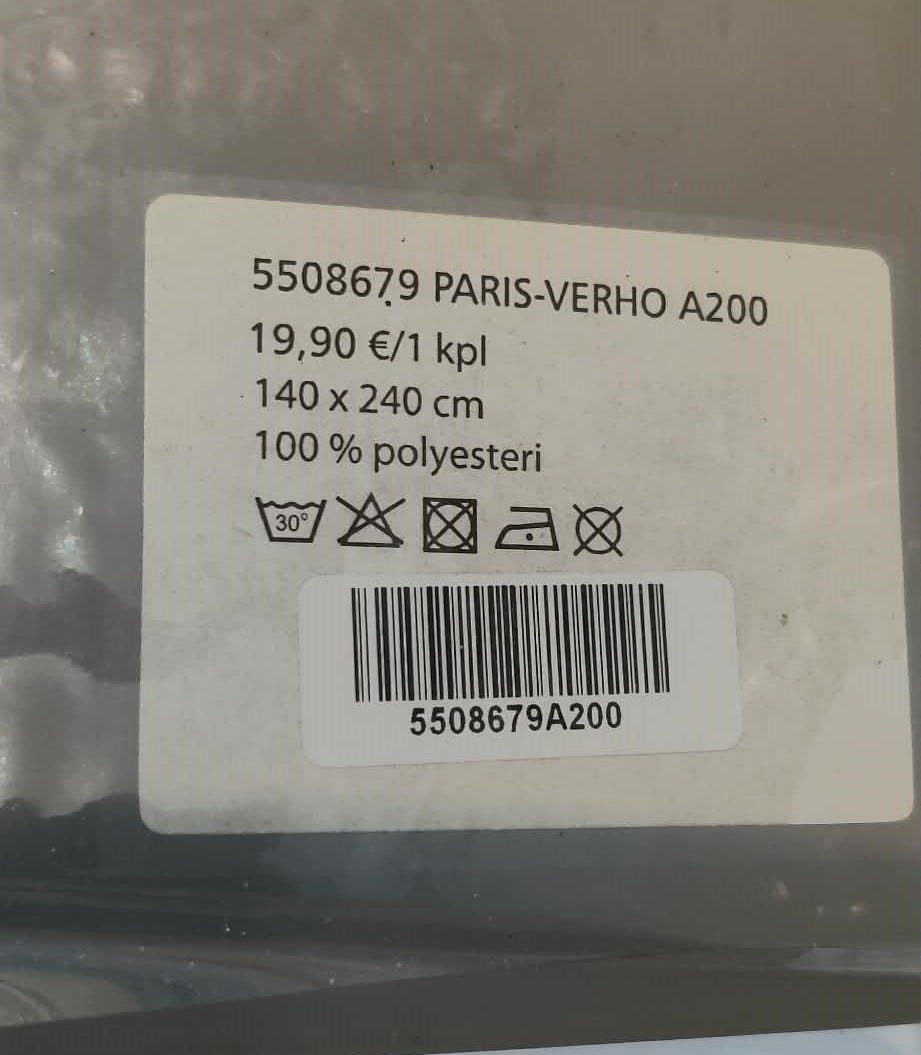 5508679 PARIS-VERHO A200
19,90 €/1 kpl
140 x 240 cm
100 % polyesteri
30°
5508679A200